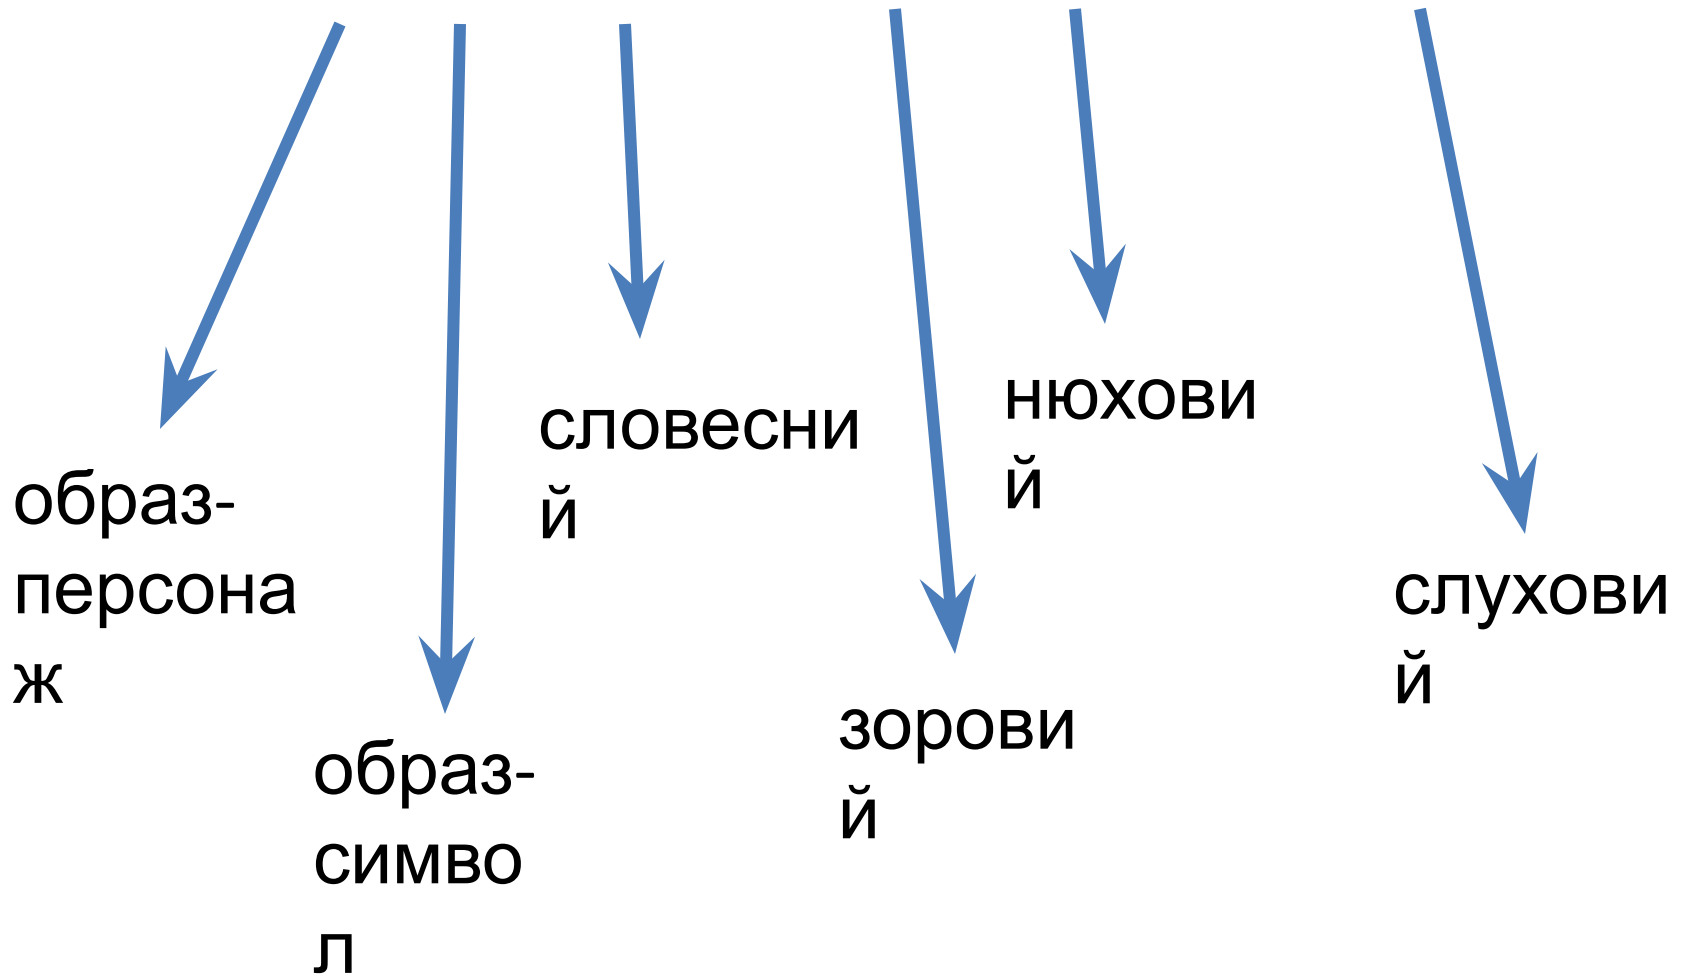 образ-
персона
ж
образ-
симво
л
словесни
й
зорови
й
нюхови
й
слухови
й